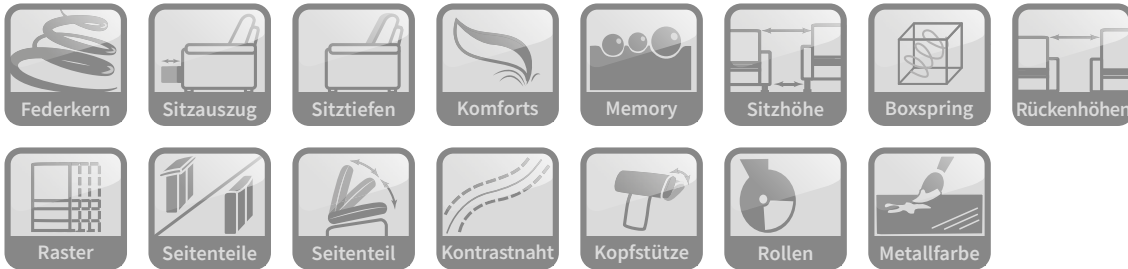 Federkern
Sitzauszug
Sitztiefen
Komforts
Memory
Sitzhöhe
Boxspring
Rückenhöhen
Raster
Seitenteile
Seitenteil
Kontrastnaht
Kopfstütze
Rollen
Metallfarbe